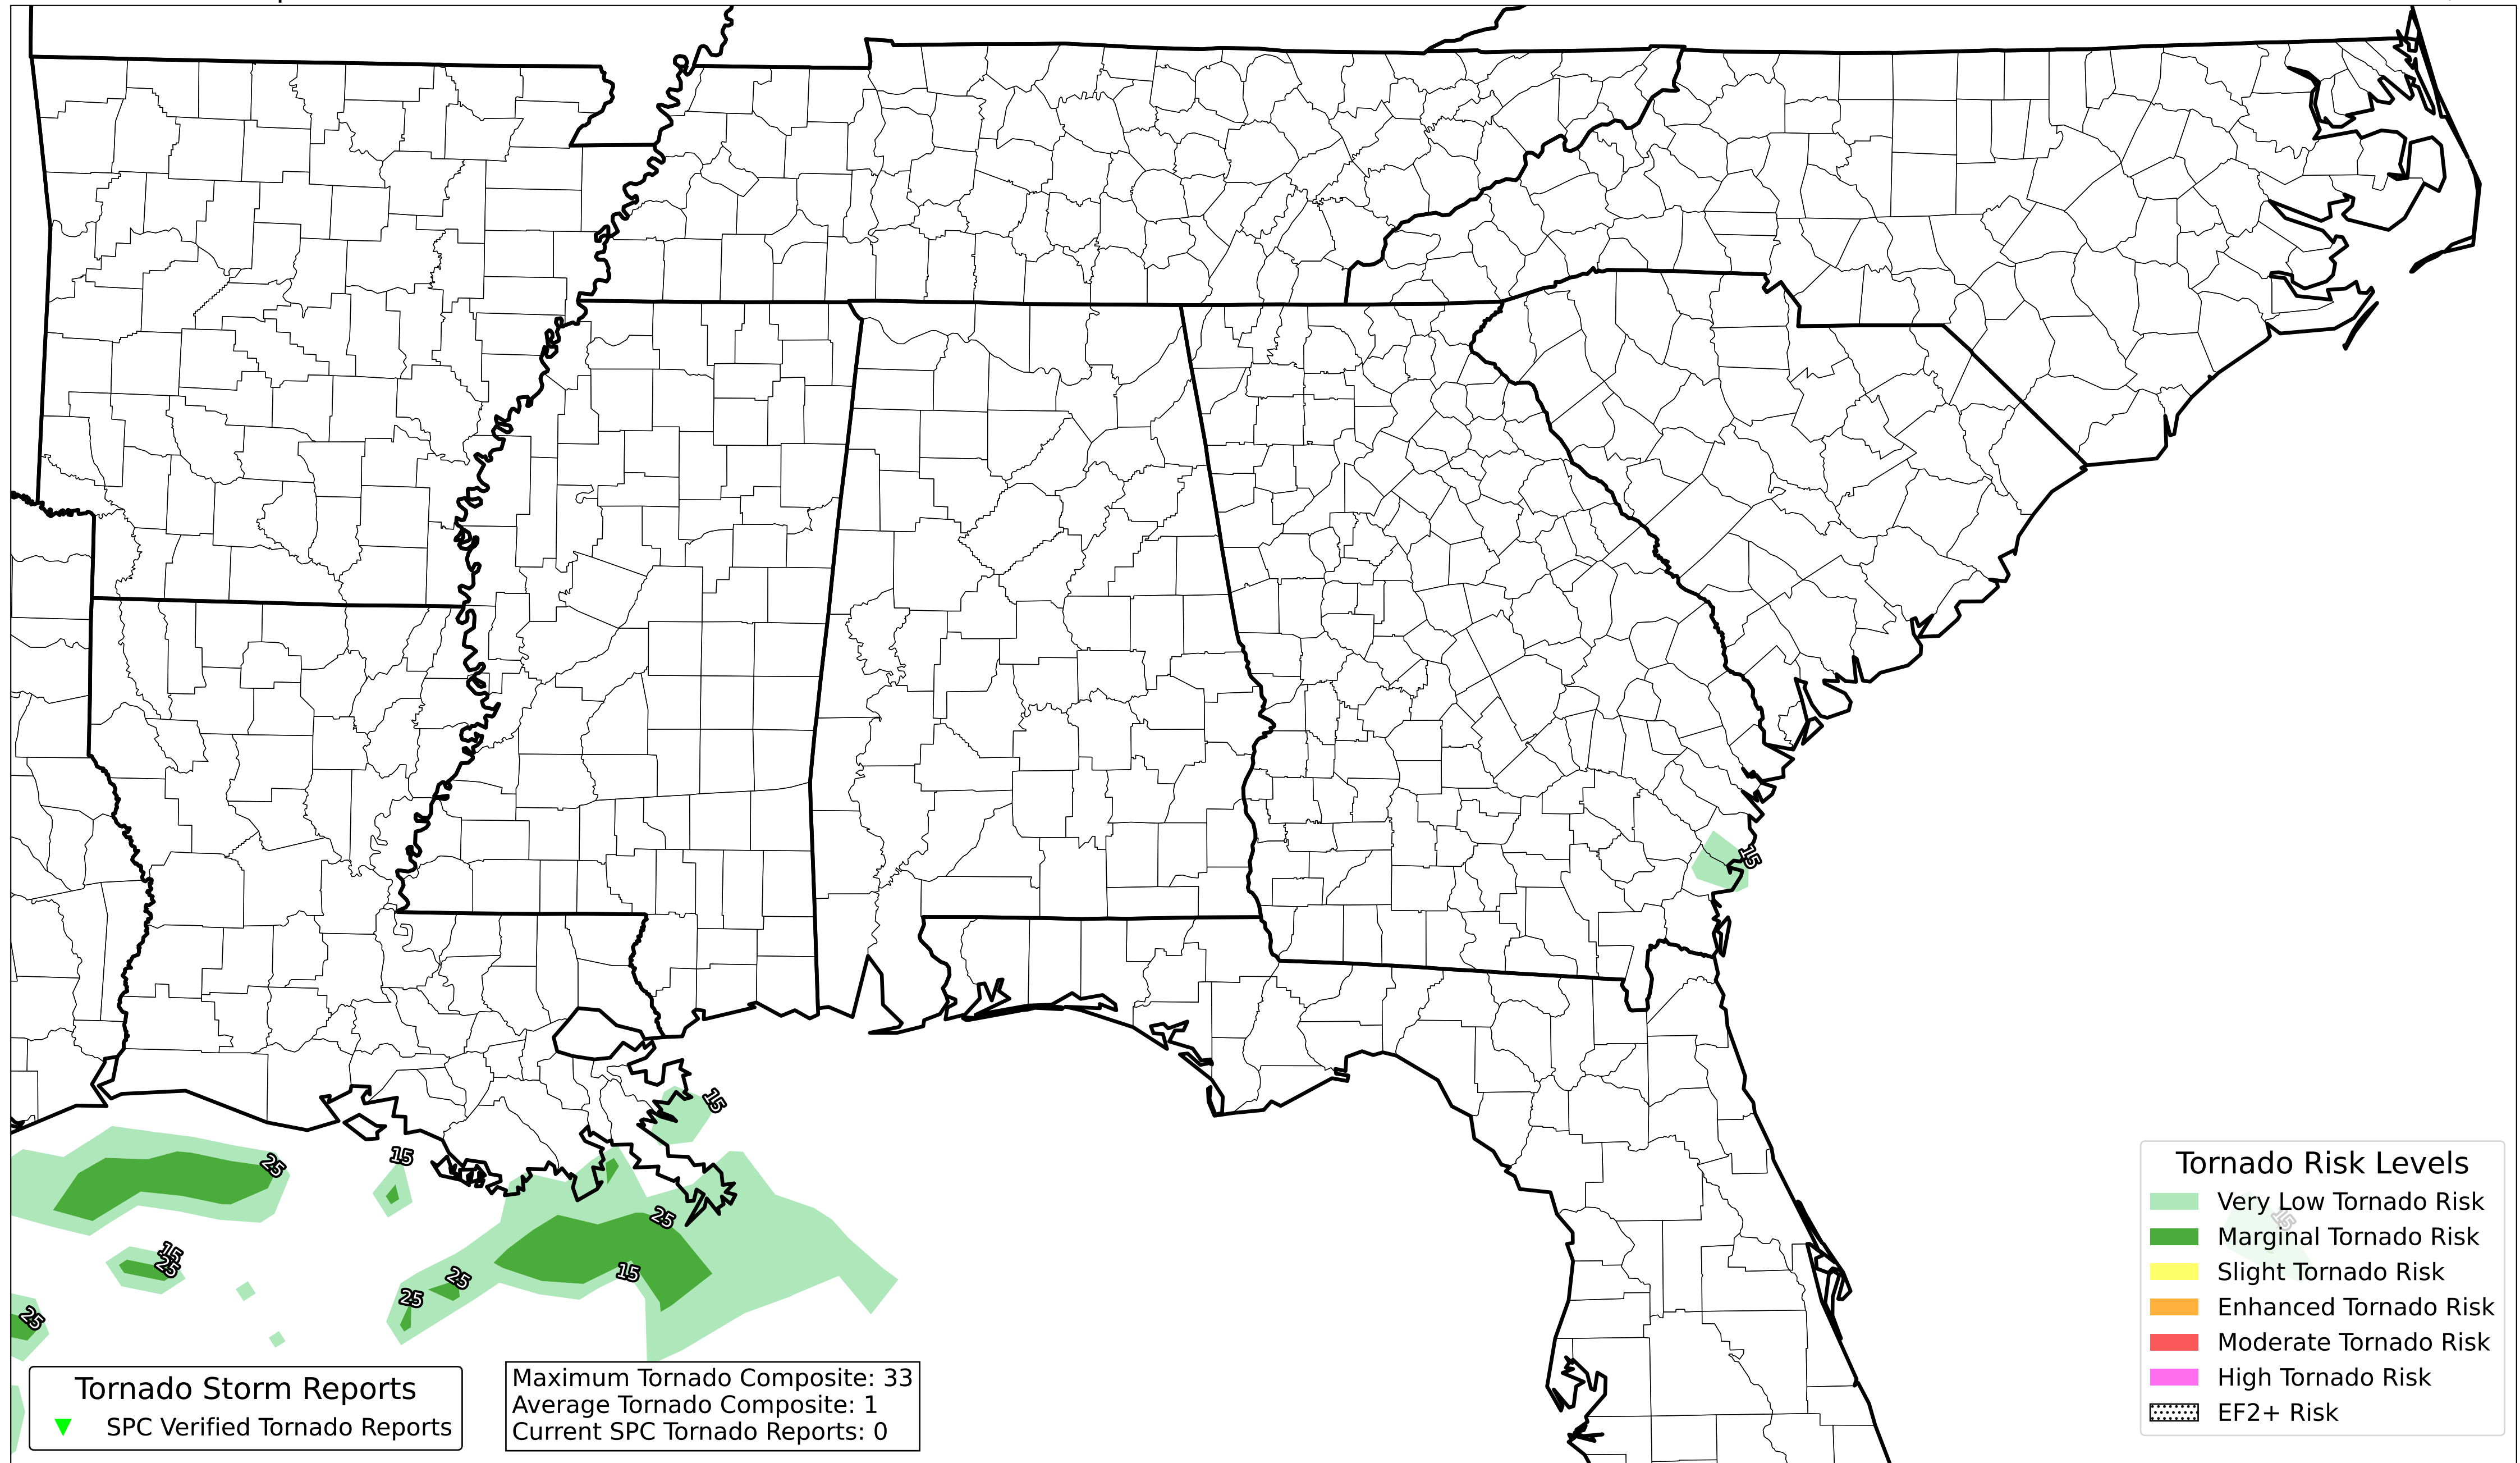 15
15
25
15
25
15
25
15
25
25
25
Tornado Risk Levels
Very Low Tornado Risk
15
Marginal Tornado Risk
Slight Tornado Risk
Enhanced Tornado Risk
Moderate Tornado Risk
High Tornado Risk
EF2+ Risk
Tornado Storm Reports
SPC Verified Tornado Reports
Maximum Tornado Composite: 33
Average Tornado Composite: 1
Current SPC Tornado Reports: 0